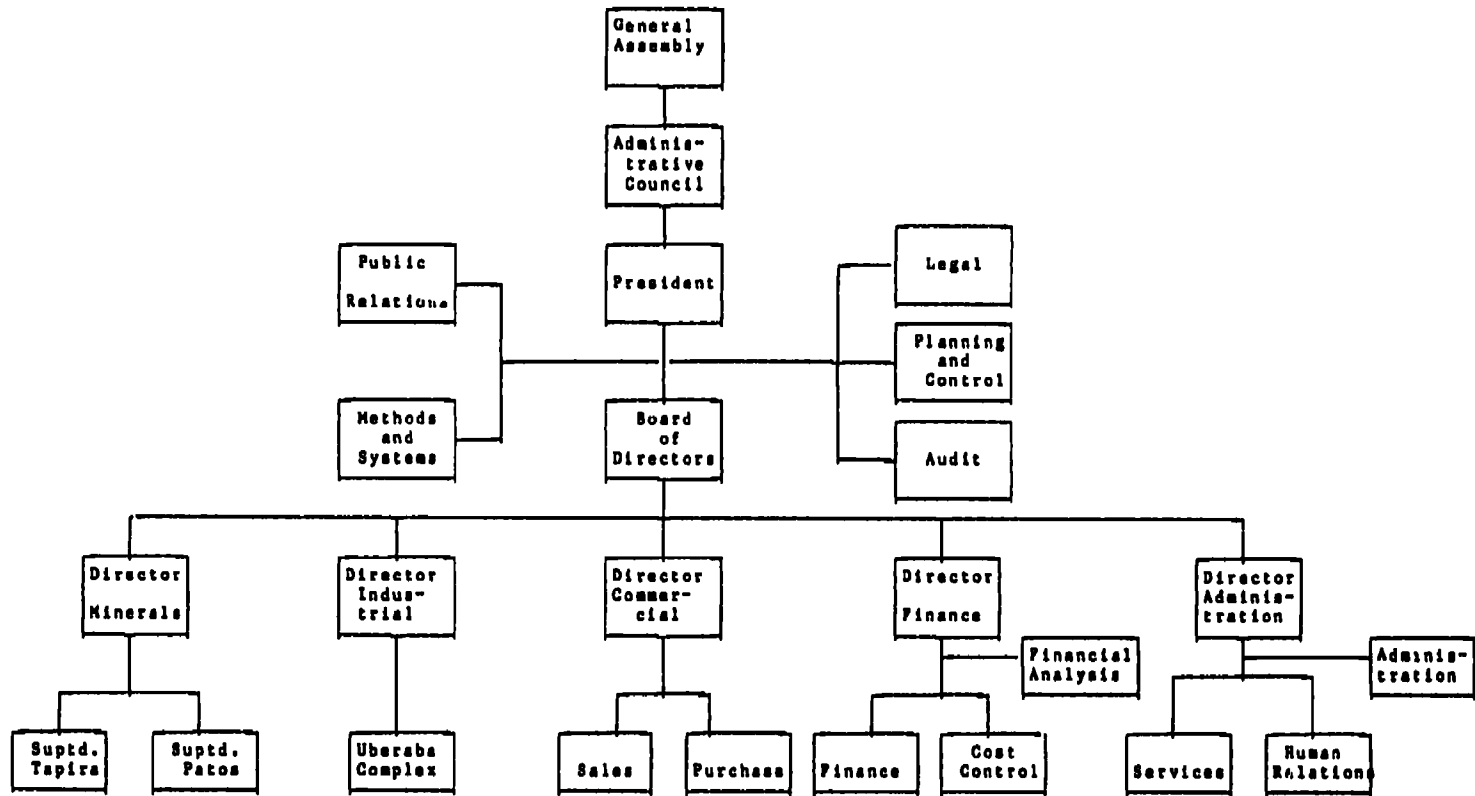 General
Assembly
Adminis-
trative
Council
Public
Relations
President
Legal
Planning
and
Control
Methods
and
Systems
Board
of
Directors
Audit
Director
Minerals
Director
Indus-
trial
Director
Commer-
cial
Director
Finance
Director
Adminis-
tration
Financial
Analysis
Adminis-
tration
Suptd.
Tapira
Suptd.
Patos
Uberaba
Complex
Sales
Purchase
Finance
Cost
Control
Services
Human
Relations